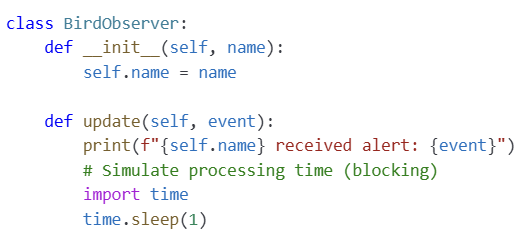 class BirdObserver:
    def __init__(self, name):
        self.name = name

    def update(self, event):
        print(f"{self.name} received alert: {event}")
        # Simulate processing time (blocking)
        import time
        time.sleep(1)